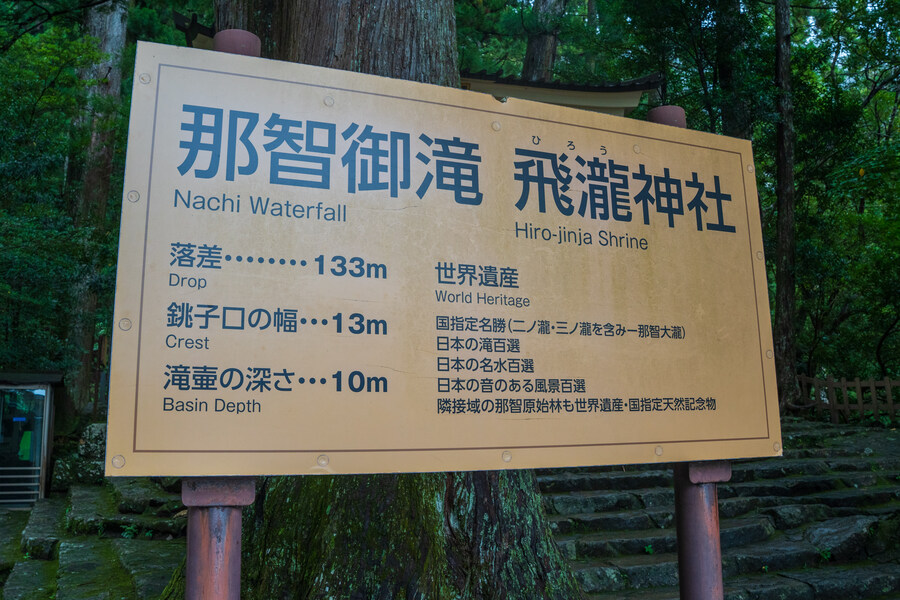 那智御滝
Nachi Waterfall
ひろう
飛瀧神社
Hiro-jinja Shrine
落差‥‥‥‥133m
Drop
銚子口の幅…13m
Crest
滝壷の深さ…10m
Basin Depth
世界遺産
World Heritage
国指定名勝(二ノ瀧・三ノ瀧を含みー那智大瀧)
日本の滝百選
日本の名水百選
日本の音のある風景百選
隣接域の那智原始林も世界遺産・国指定天然記念物